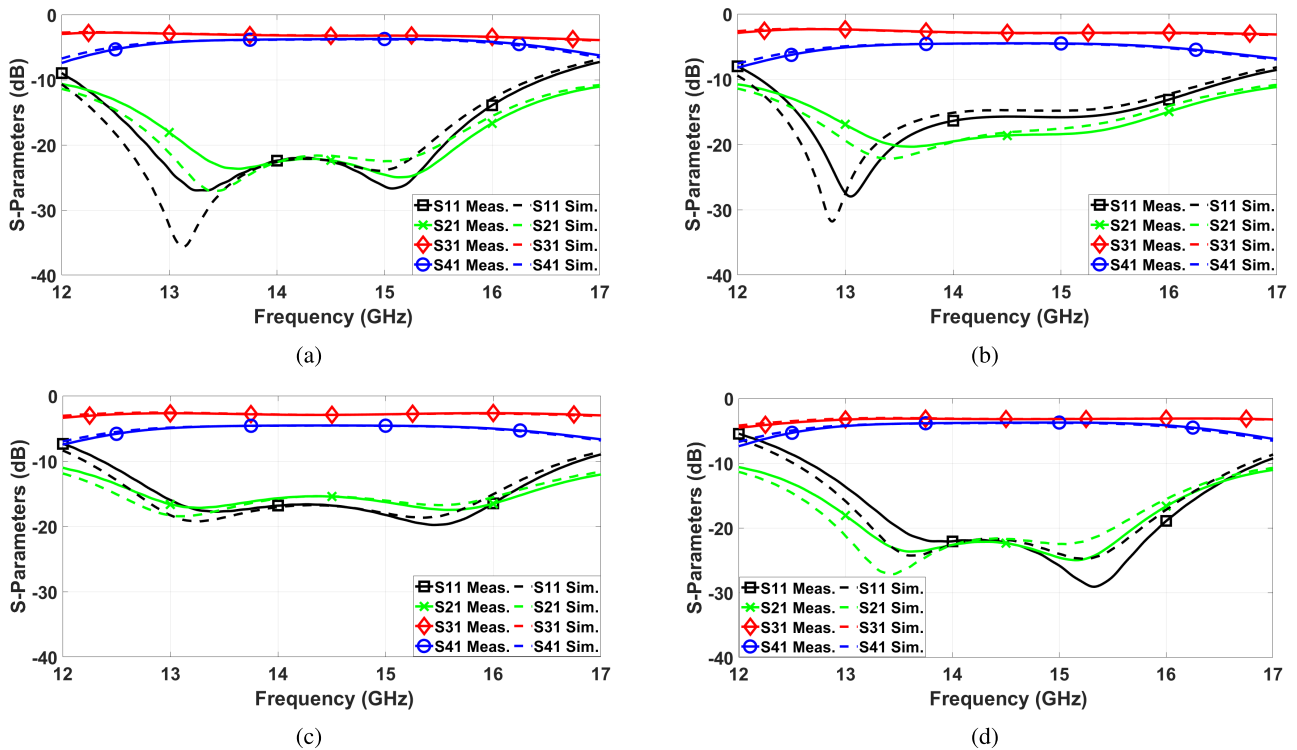 0
-10
-20
-30
-40
S-Parameters (dB)
S11 Meas. S11 Sim.
S21 Meas. S21 Sim.
S31 Meas. S31 Sim.
S41 Meas. S41 Sim.
12 13 14 15 16 17
Frequency (GHz)
(a)
0
-10
-20
-30
-40
S-Parameters (dB)
S11 Meas. S11 Sim.
S21 Meas. S21 Sim.
S31 Meas. S31 Sim.
S41 Meas. S41 Sim.
12 13 14 15 16 17
Frequency (GHz)
(b)
0
-10
-20
-30
-40
S-Parameters (dB)
S11 Meas. S11 Sim.
S21 Meas. S21 Sim.
S31 Meas. S31 Sim.
S41 Meas. S41 Sim.
12 13 14 15 16 17
Frequency (GHz)
(c)
0
-10
-20
-30
-40
S-Parameters (dB)
S11 Meas. S11 Sim.
S21 Meas. S21 Sim.
S31 Meas. S31 Sim.
S41 Meas. S41 Sim.
12 13 14 15 16 17
Frequency (GHz)
(d)